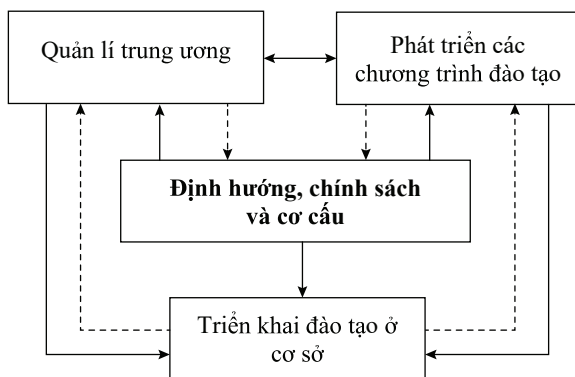 Quản lí trung ương
Phát triển các
chương trình đào tạo
Định hướng, chính sách
và cơ cấu
Triển khai đào tạo ở
cơ sở